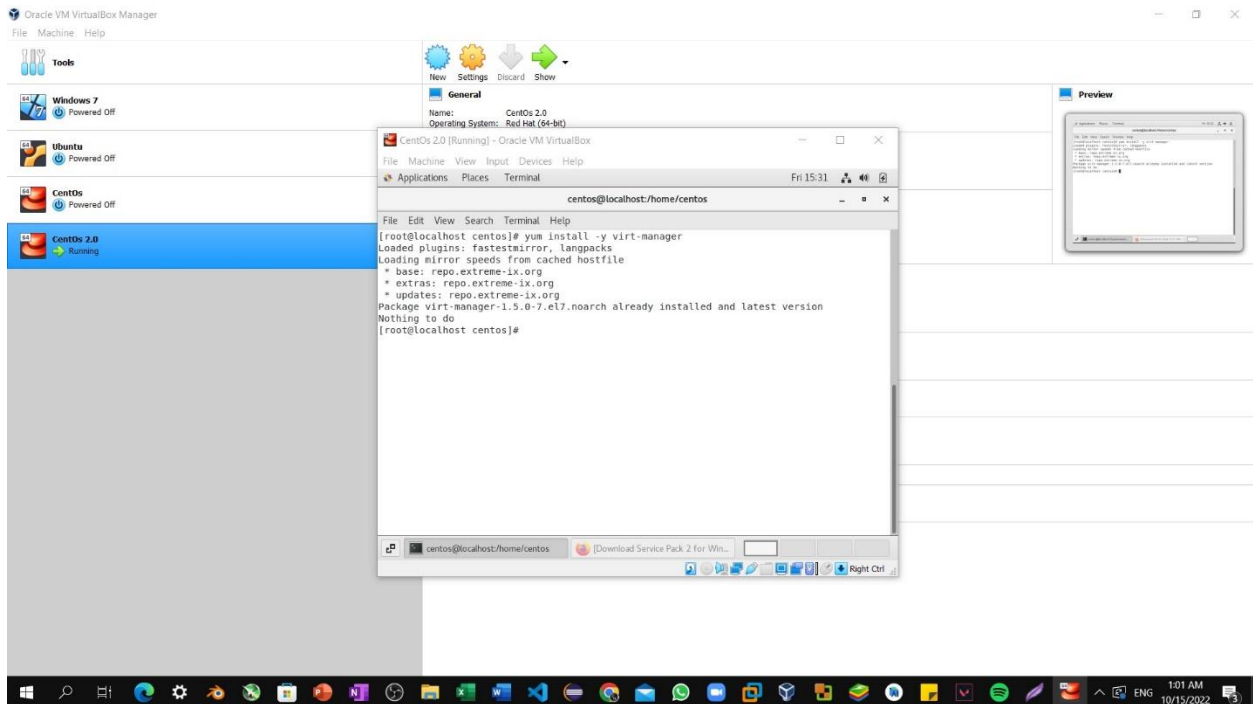 Oracle VM VirtualBox Manager
File Machine Help
Tools
New Settings Discard Show
Windows 7
Powered Off
Ubuntu
Powered Off
CentOs
Powered Off
CentOs 2.0
Running
General
Name: CentOs 2.0
Operating System: Red Hat (64-bit)
Preview
CentOs 2.0 [Running] - Oracle VM VirtualBox
File Machine View Input Devices Help
Applications Places Terminal Fri 15:31
centos@localhost:/home/centos
File Edit View Search Terminal Help
[root@localhost centos]# yum install -y virt-manager
Loaded plugins: fastestmirror, langpacks
Loading mirror speeds from cached hostfile
* base: repo.extreme-ix.org
* extras: repo.extreme-ix.org
* updates: repo.extreme-ix.org
Package virt-manager-1.5.0-7.el7.noarch already installed and latest version
Nothing to do
[root@localhost centos]#
centos@localhost:/home/centos
[Download Service Pack 2 for Win...
Right Ctrl
ENG
1:01 AM
10/15/2022